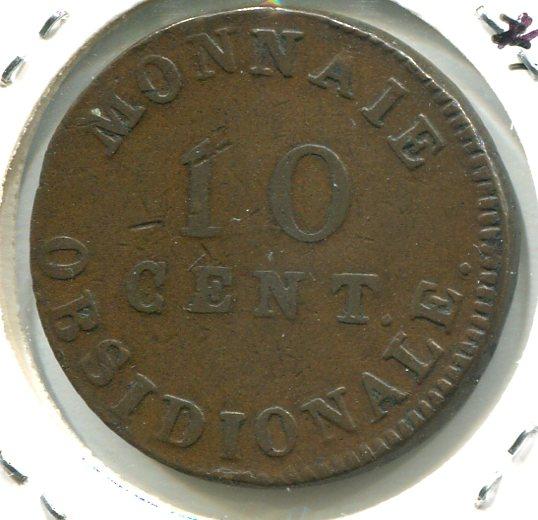 MONNAIE
10
CENT.
OBSIDIONALE.